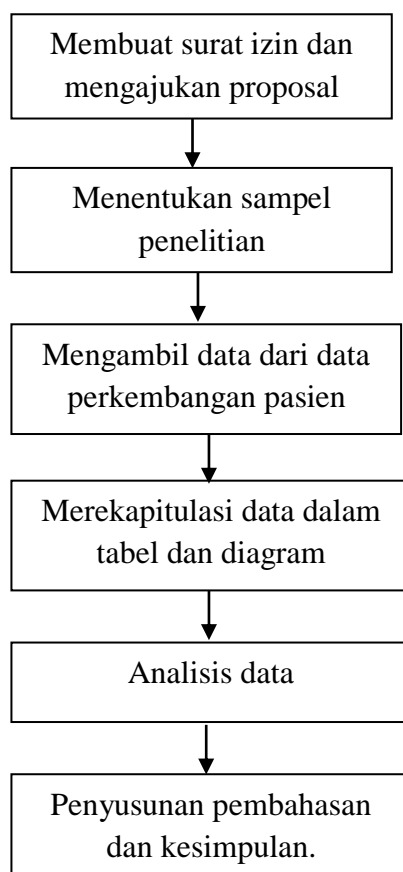 Membuat surat izin dan
mengajukan proposal
Menentukan sampel
penelitian
Mengambil data dari data
perkembangan pasien
Merekapitulasi data dalam
tabel dan diagram
Analisis data
Penyusunan pembahasan
dan kesimpulan.